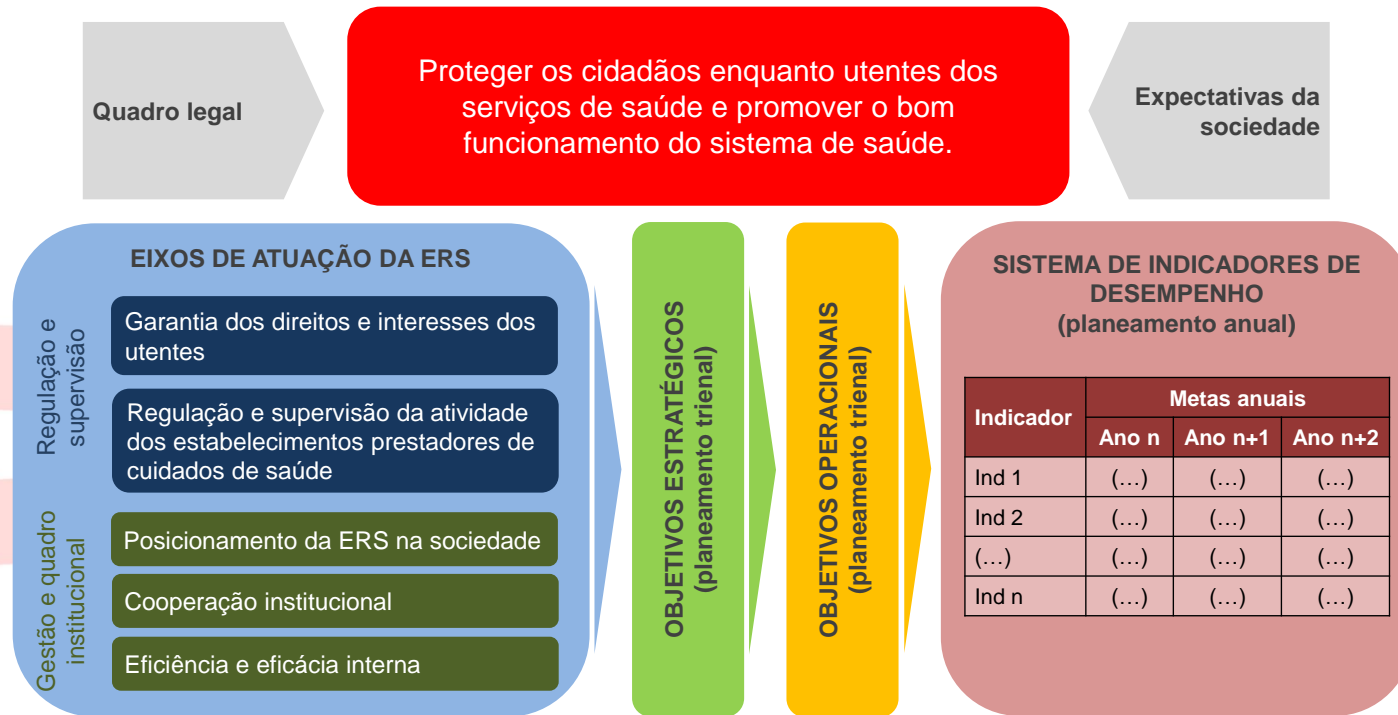 Quadro legal
Proteger os cidadãos enquanto utentes dos
serviços de saúde e promover o bom
funcionamento do sistema de saúde.
Expectativas da
sociedade
EIXOS DE ATUAÇÃO DA ERS
Regulação e
supervisão
Garantia dos direitos e interesses dos
utentes
Regulação e supervisão da atividade
dos estabelecimentos prestadores de
cuidados de saúde
Gestão e quadro
institucional
Posicionamento da ERS na sociedade
Cooperação institucional
Eficiência e eficácia interna
OBJETIVOS ESTRATÉGICOS
(planeamento trienal)
OBJETIVOS OPERACIONAIS
(planeamento trienal)
SISTEMA DE INDICADORES DE
DESEMPENHO
(planeamento anual)
Indicador Metas anuais
Ano n Ano n+1 Ano n+2
Ind 1 (…) (…) (…)
Ind 2 (…) (…) (…)
(…) (…) (…) (…)
Ind n (…) (…) (…)